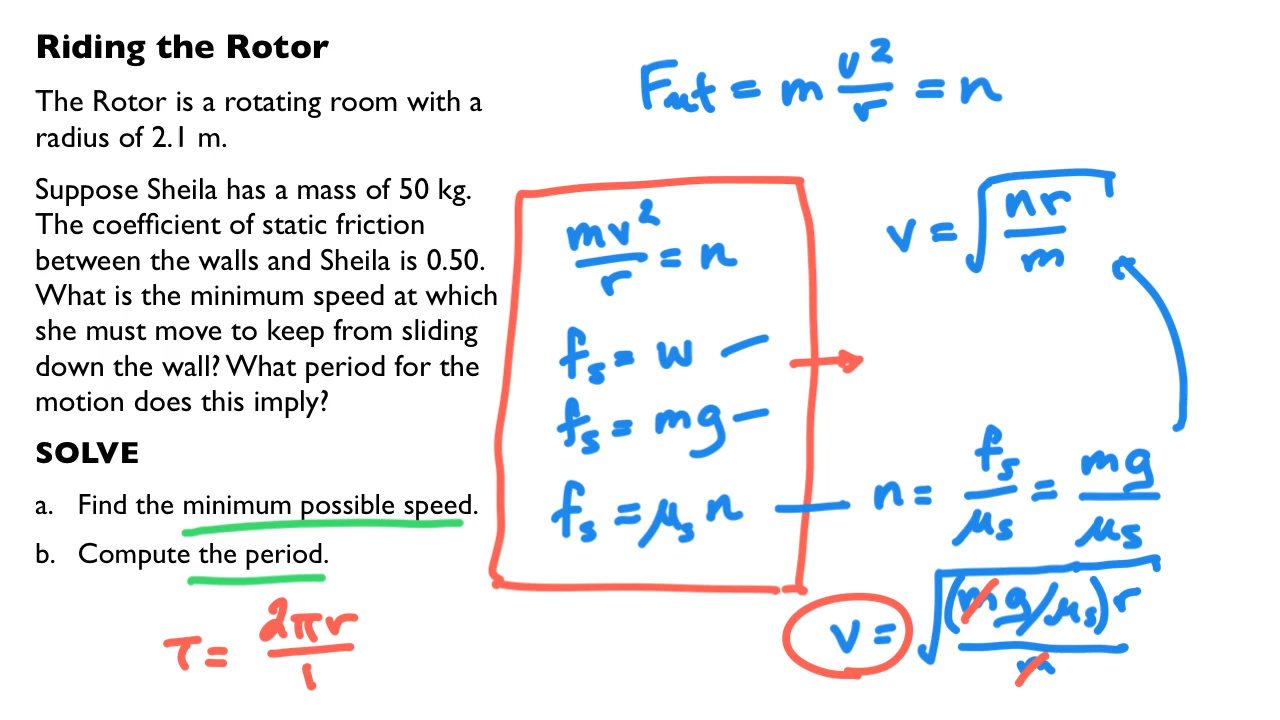 Riding the Rotor
The Rotor is a rotating room with a
radius of 2.1 m.
Suppose Sheila has a mass of 50 kg.
The coefficient of static friction
between the walls and Sheila is 0.50.
What is the minimum speed at which
she must move to keep from sliding
down the wall? What period for the
motion does this imply?
SOLVE
a. Find the minimum possible speed.
b. Compute the period.
T = 2πr/
Fnet = m v²/r = n
mv²/r = n
fs = w
fs = mg
fs = μs n
v = √(nr/m)
n = fs/μs = mg/μs
v = √((mg/μs)r/m)